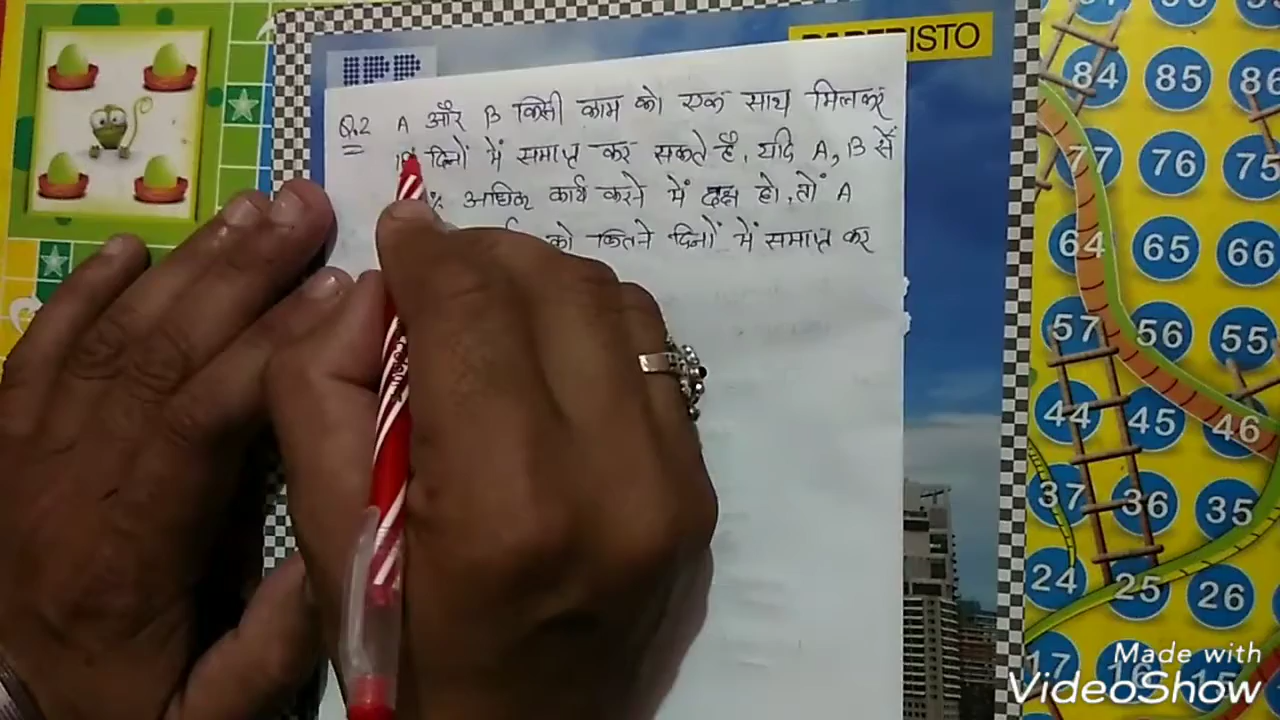 Q.2 A और B किसी काम को एक साथ मिलकर
दिनों में समाप्त कर सकते है, यदि A, B से
% अधिक कार्य करने में दक्ष हो, तों A
को कितने दिनों में समाप्त कर
ISTO
84 85 86
77 76 75
64 65 66
57 56 55
44 45 46
37 36 35
24 25 26
17 16 15
Made with
VideoShow